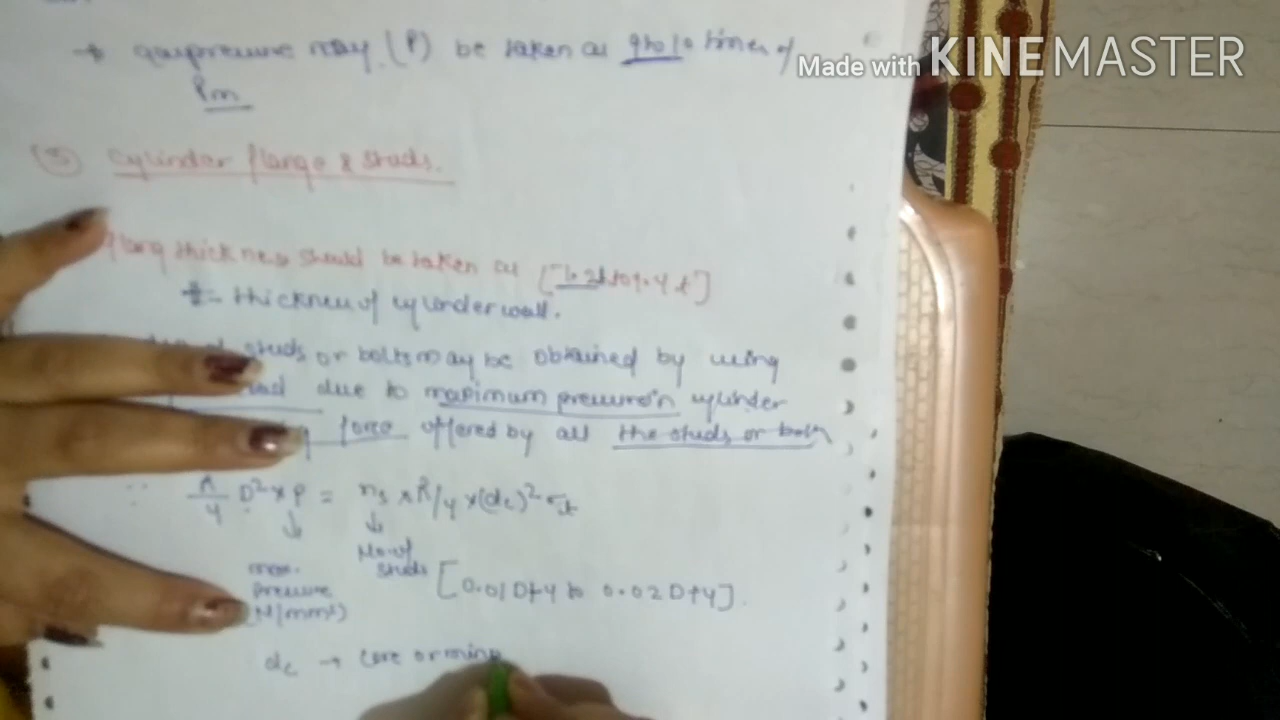 Made with KINEMASTER
→ gas pressure may (P) be taken as 9 to 10 times of
Pm
(5) Cylinder flange & studs.
flang thickness should be taken as [1.2t to 1.4 t]
t = thickness of cylinder wall.
studs or bolts may be obtained by using
load due to maximum pressure in cylinder
force offered by all the studs or bolts
∴ π/4 D² × P = ns × π/4 × (dc)² σt
↓ ↓
max. No. of
pressure studs [0.01 D+4 to 0.02 D+4].
(N/mm²)
dc → core or mino